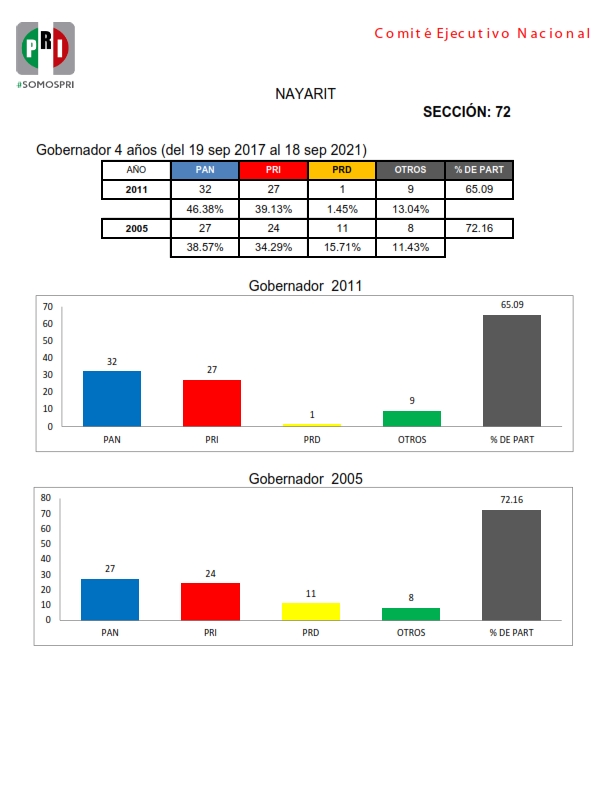 Comité Ejecutivo Nacional
PRI
#SOMOSPRI
NAYARIT
SECCIÓN: 72
Gobernador 4 años (del 19 sep 2017 al 18 sep 2021)
AÑO PAN PRI PRD OTROS % DE PART
2011 32 27 1 9 65.09
46.38% 39.13% 1.45% 13.04%
2005 27 24 11 8 72.16
38.57% 34.29% 15.71% 11.43%
Gobernador 2011
70
60
50
40
30
20
10
0
32
27
1
9
65.09
PAN PRI PRD OTROS % DE PART
Gobernador 2005
80
70
60
50
40
30
20
10
0
27
24
11
8
72.16
PAN PRI PRD OTROS % DE PART